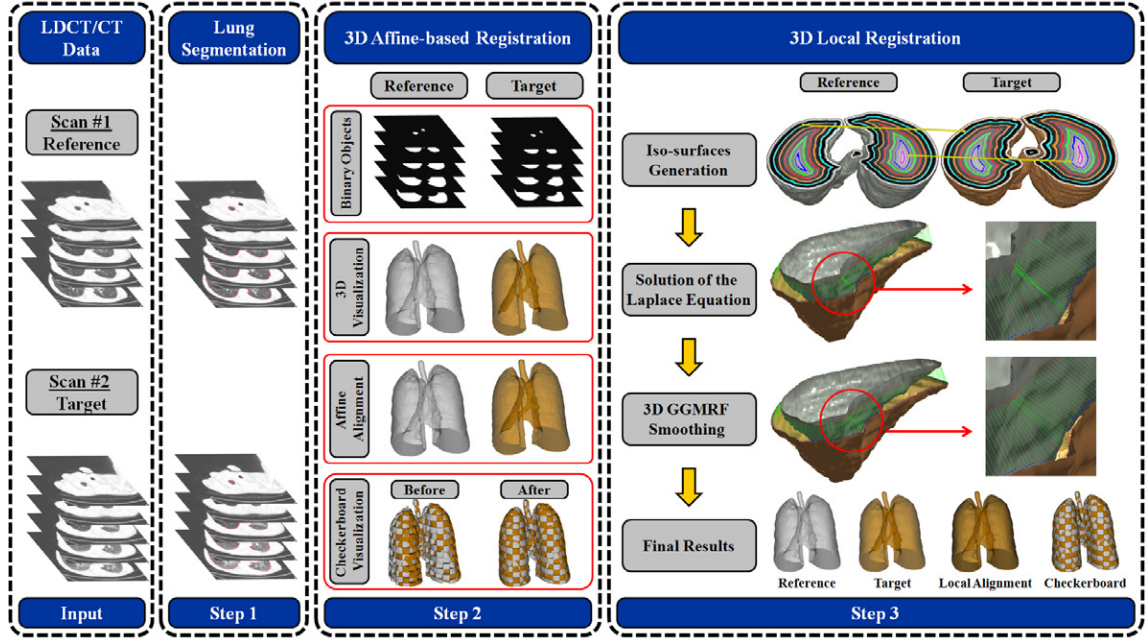 LDCT/CT
Data
Scan #1
Reference
Scan #2
Target
Input
Lung
Segmentation
Step 1
3D Affine-based Registration
Reference
Target
Binary Objects
3D
Visualization
Affine
Alignment
Checkerboard
Visualization
Before
After
Step 2
3D Local Registration
Reference
Target
Iso-surfaces
Generation
Solution of the
Laplace Equation
3D GGMRF
Smoothing
Final Results
Reference
Target
Local Alignment
Checkerboard
Step 3